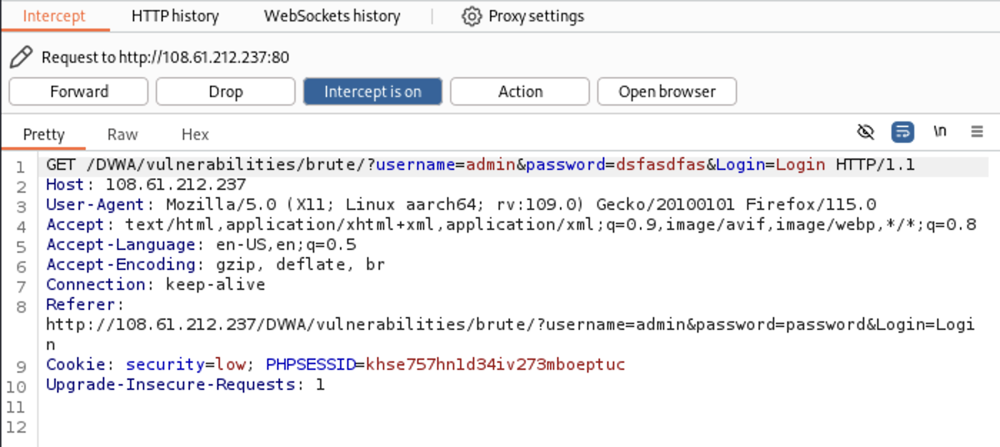 Intercept HTTP history WebSockets history Proxy settings
Request to http://108.61.212.237:80
Forward Drop Intercept is on Action Open browser
Pretty Raw Hex \n
1 GET /DVWA/vulnerabilities/brute/?username=admin&password=dsfasdfas&Login=Login HTTP/1.1
2 Host: 108.61.212.237
3 User-Agent: Mozilla/5.0 (X11; Linux aarch64; rv:109.0) Gecko/20100101 Firefox/115.0
4 Accept: text/html,application/xhtml+xml,application/xml;q=0.9,image/avif,image/webp,*/*;q=0.8
5 Accept-Language: en-US,en;q=0.5
6 Accept-Encoding: gzip, deflate, br
7 Connection: keep-alive
8 Referer:
http://108.61.212.237/DVWA/vulnerabilities/brute/?username=admin&password=password&Login=Logi
n
9 Cookie: security=low; PHPSESSID=khse757hn1d34iv273mboeptuc
10 Upgrade-Insecure-Requests: 1
11
12